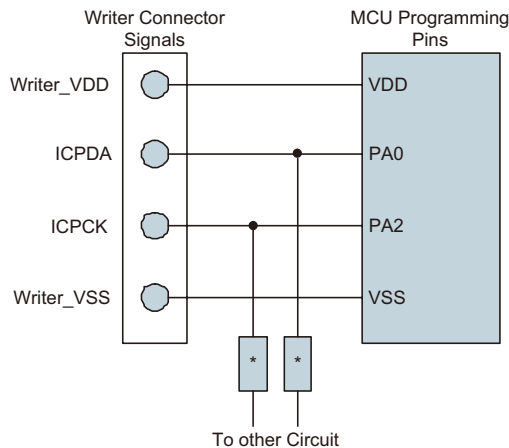 Writer Connector
Signals
MCU Programming
Pins
Writer_VDD
VDD
ICPDA
PA0
ICPCK
PA2
Writer_VSS
VSS
*
*
To other Circuit